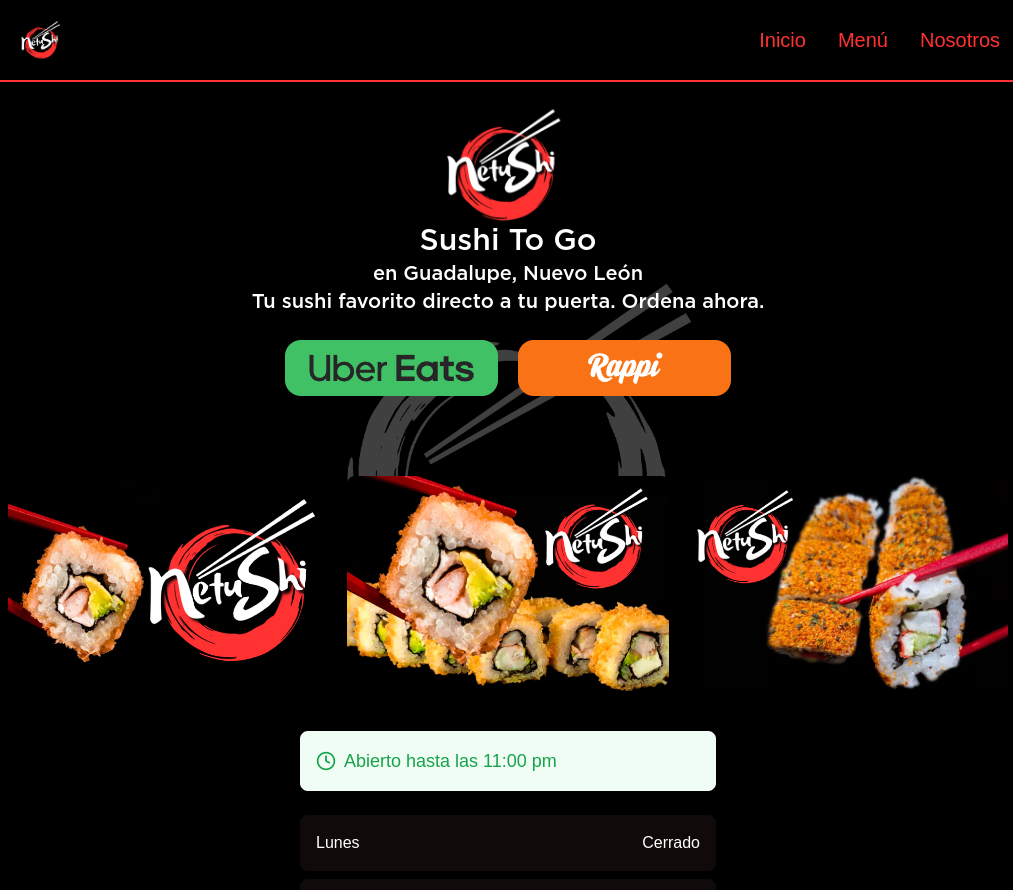 NetuShi
Inicio
Menú
Nosotros
NetuShi
Sushi To Go
en Guadalupe, Nuevo León
Tu sushi favorito directo a tu puerta. Ordena ahora.
Uber Eats
Rappi
NetuShi
NetuShi
NetuShi
Abierto hasta las 11:00 pm
Lunes
Cerrado